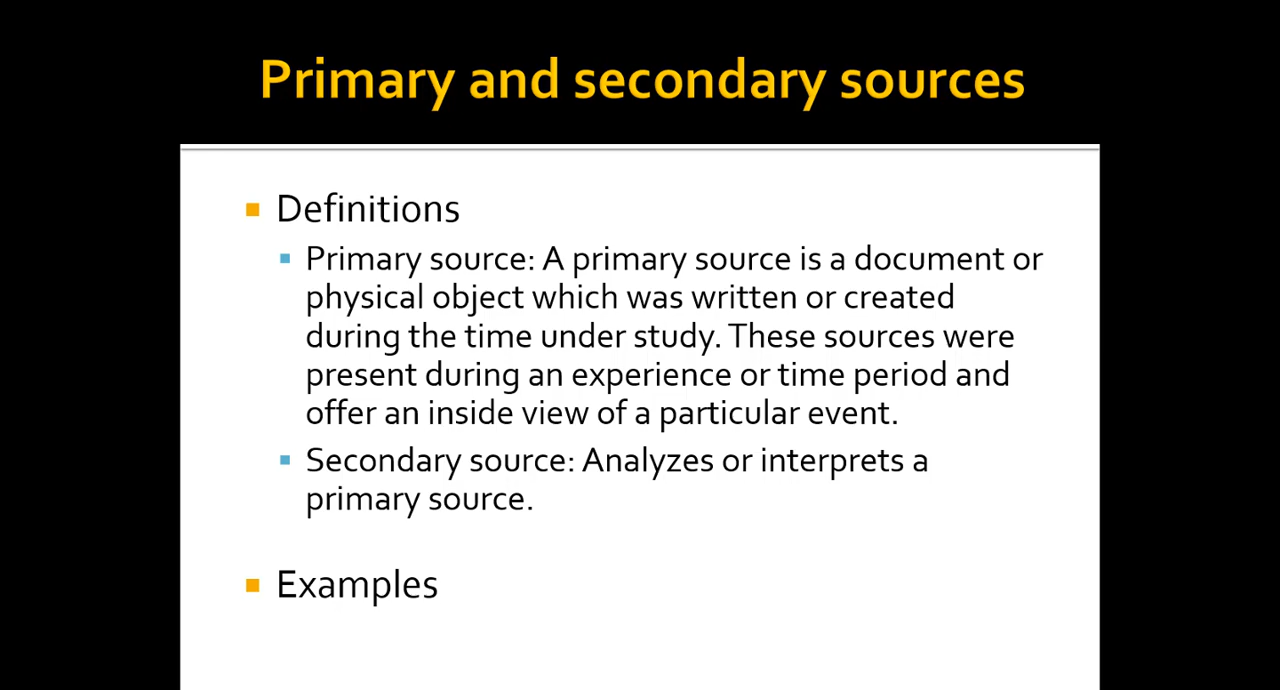 Primary and secondary sources
Definitions
Primary source: A primary source is a document or
physical object which was written or created
during the time under study. These sources were
present during an experience or time period and
offer an inside view of a particular event.
Secondary source: Analyzes or interprets a
primary source.
Examples